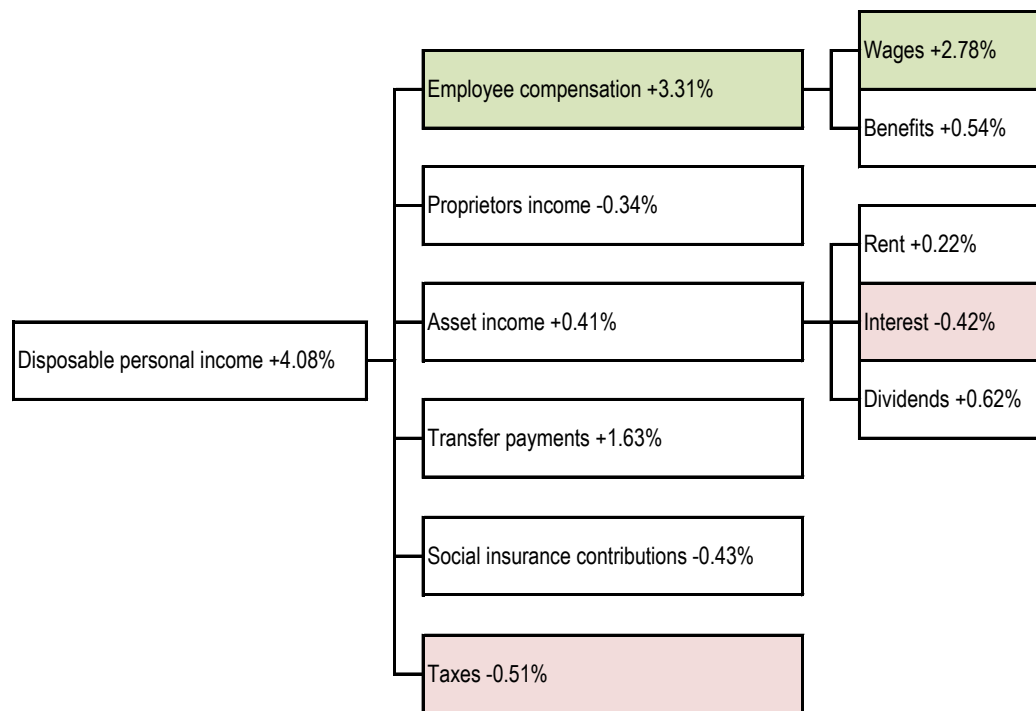 Disposable personal income +4.08%
Employee compensation +3.31%
Wages +2.78%
Benefits +0.54%
Proprietors income -0.34%
Asset income +0.41%
Rent +0.22%
Interest -0.42%
Dividends +0.62%
Transfer payments +1.63%
Social insurance contributions -0.43%
Taxes -0.51%